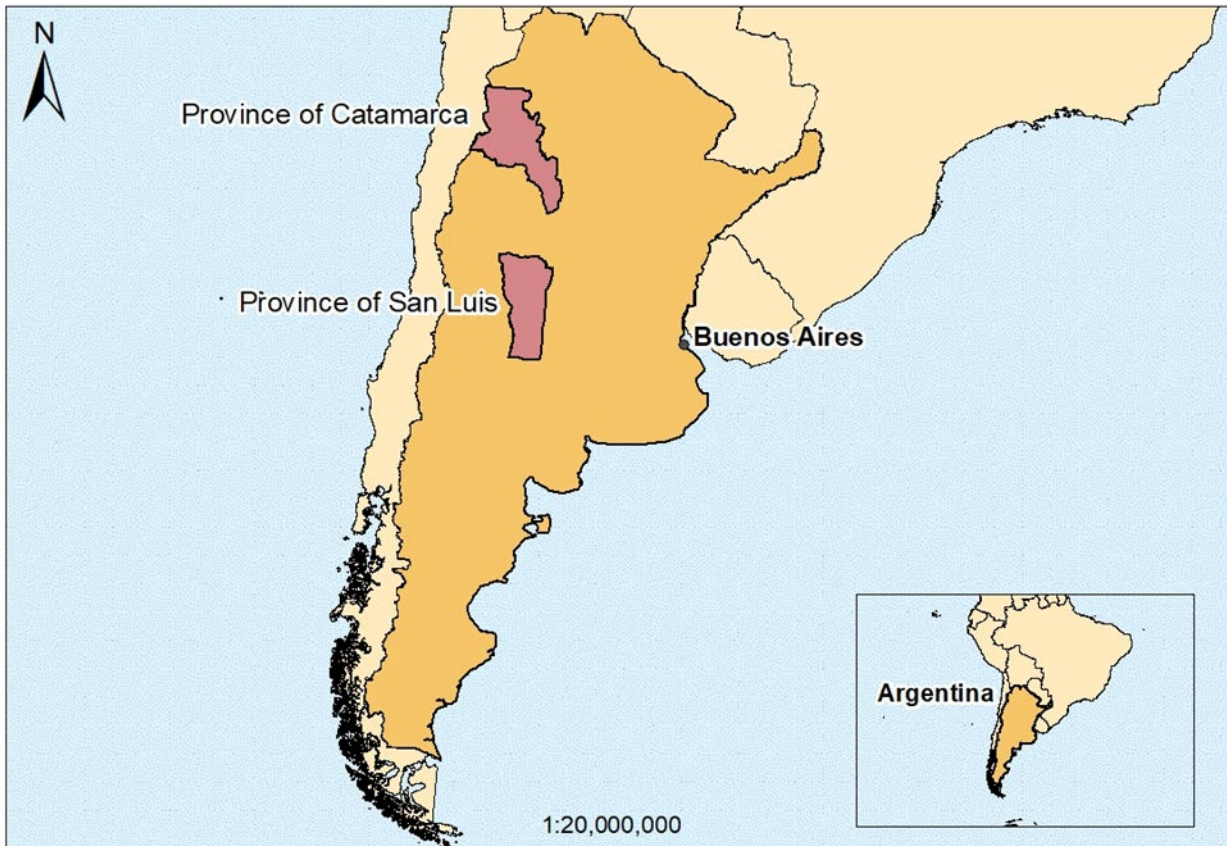 N
Province of Catamarca
Province of San Luis
Buenos Aires
Argentina
1:20,000,000